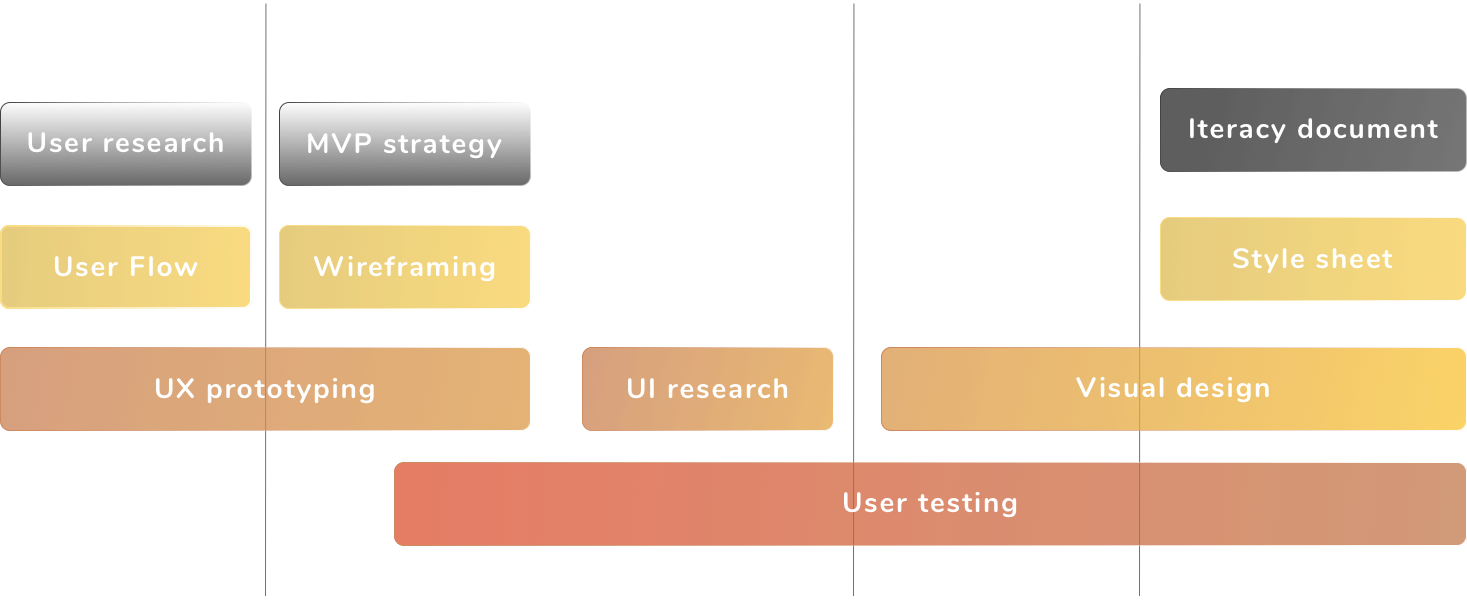 User research
MVP strategy
Iteracy document
User Flow
Wireframing
Style sheet
UX prototyping
UI research
Visual design
User testing